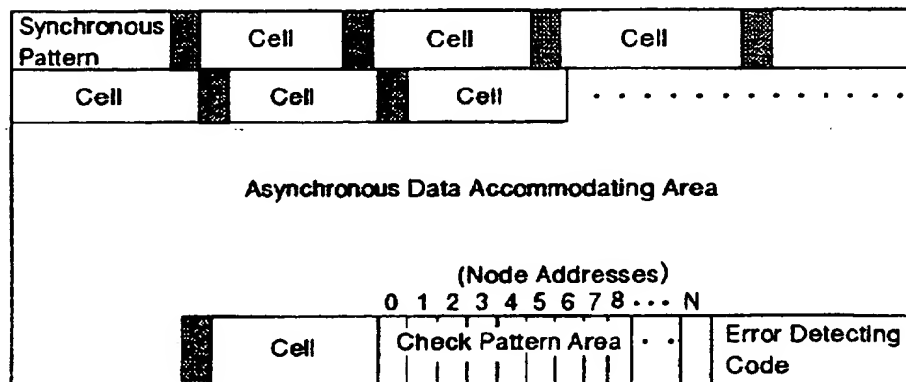 Synchronous Pattern Cell Cell Cell
Cell Cell Cell . . . . . . . . . . . . . .
Asynchronous Data Accommodating Area
(Node Addresses)
0 1 2 3 4 5 6 7 8 . . . N
Cell Check Pattern Area . . Error Detecting Code